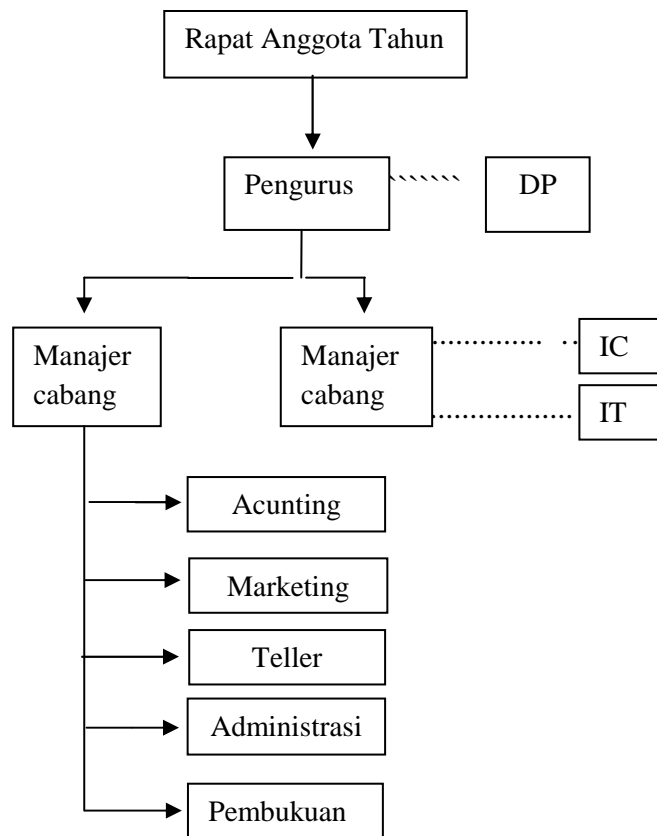 Rapat Anggota Tahun
Pengurus
DP
Manajer
cabang
Manajer
cabang
IC
IT
Acunting
Marketing
Teller
Administrasi
Pembukuan